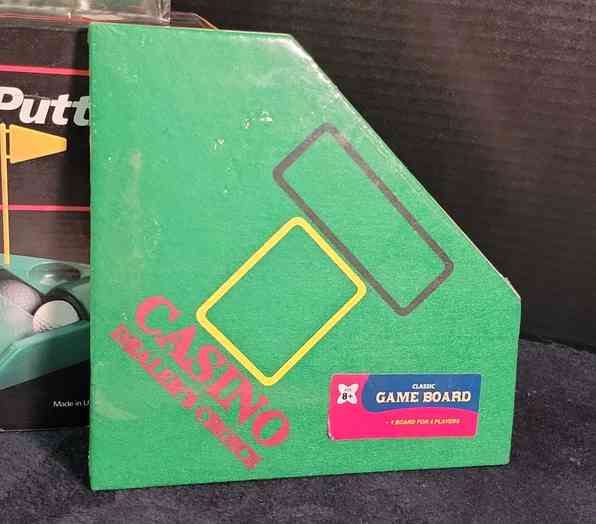 Putt
Made in U
CASINO
DEALER'S CHOICE
8+
CLASSIC
GAME BOARD
- 1 BOARD FOR 4 PLAYERS